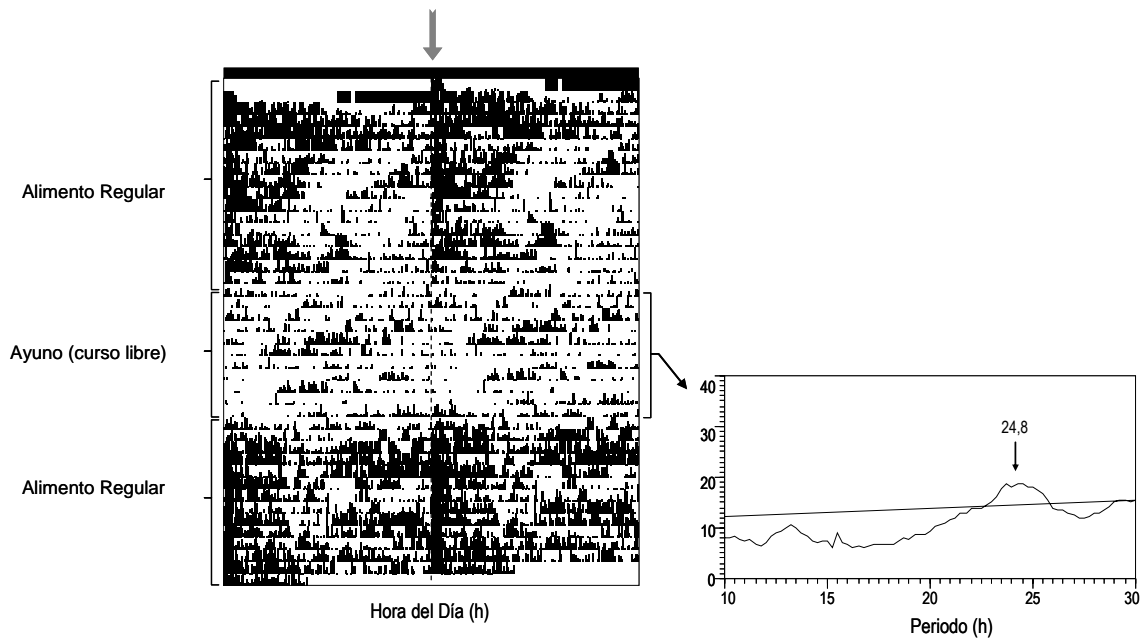 Alimento Regular
Ayuno (curso libre)
Alimento Regular
Hora del Día (h)
40
30
20
10
0
24,8
10
15
20
25
30
Periodo (h)